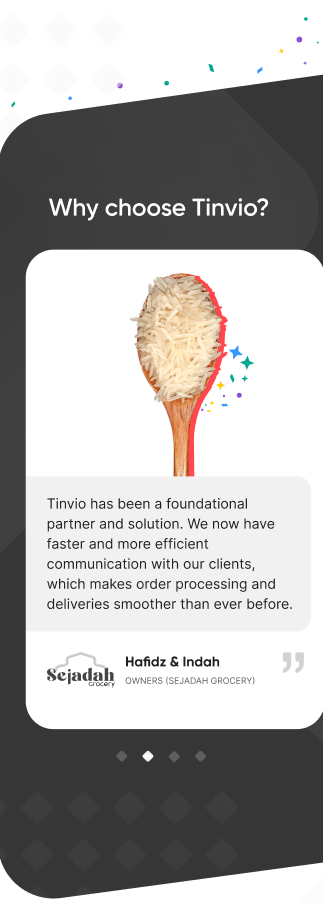 Why choose Tinvio?
Tinvio has been a foundational
partner and solution. We now have
faster and more efficient
communication with our clients,
which makes order processing and
deliveries smoother than ever before.
Sejadah
grocery
Hafidz & Indah
OWNERS (SEJADAH GROCERY)
”